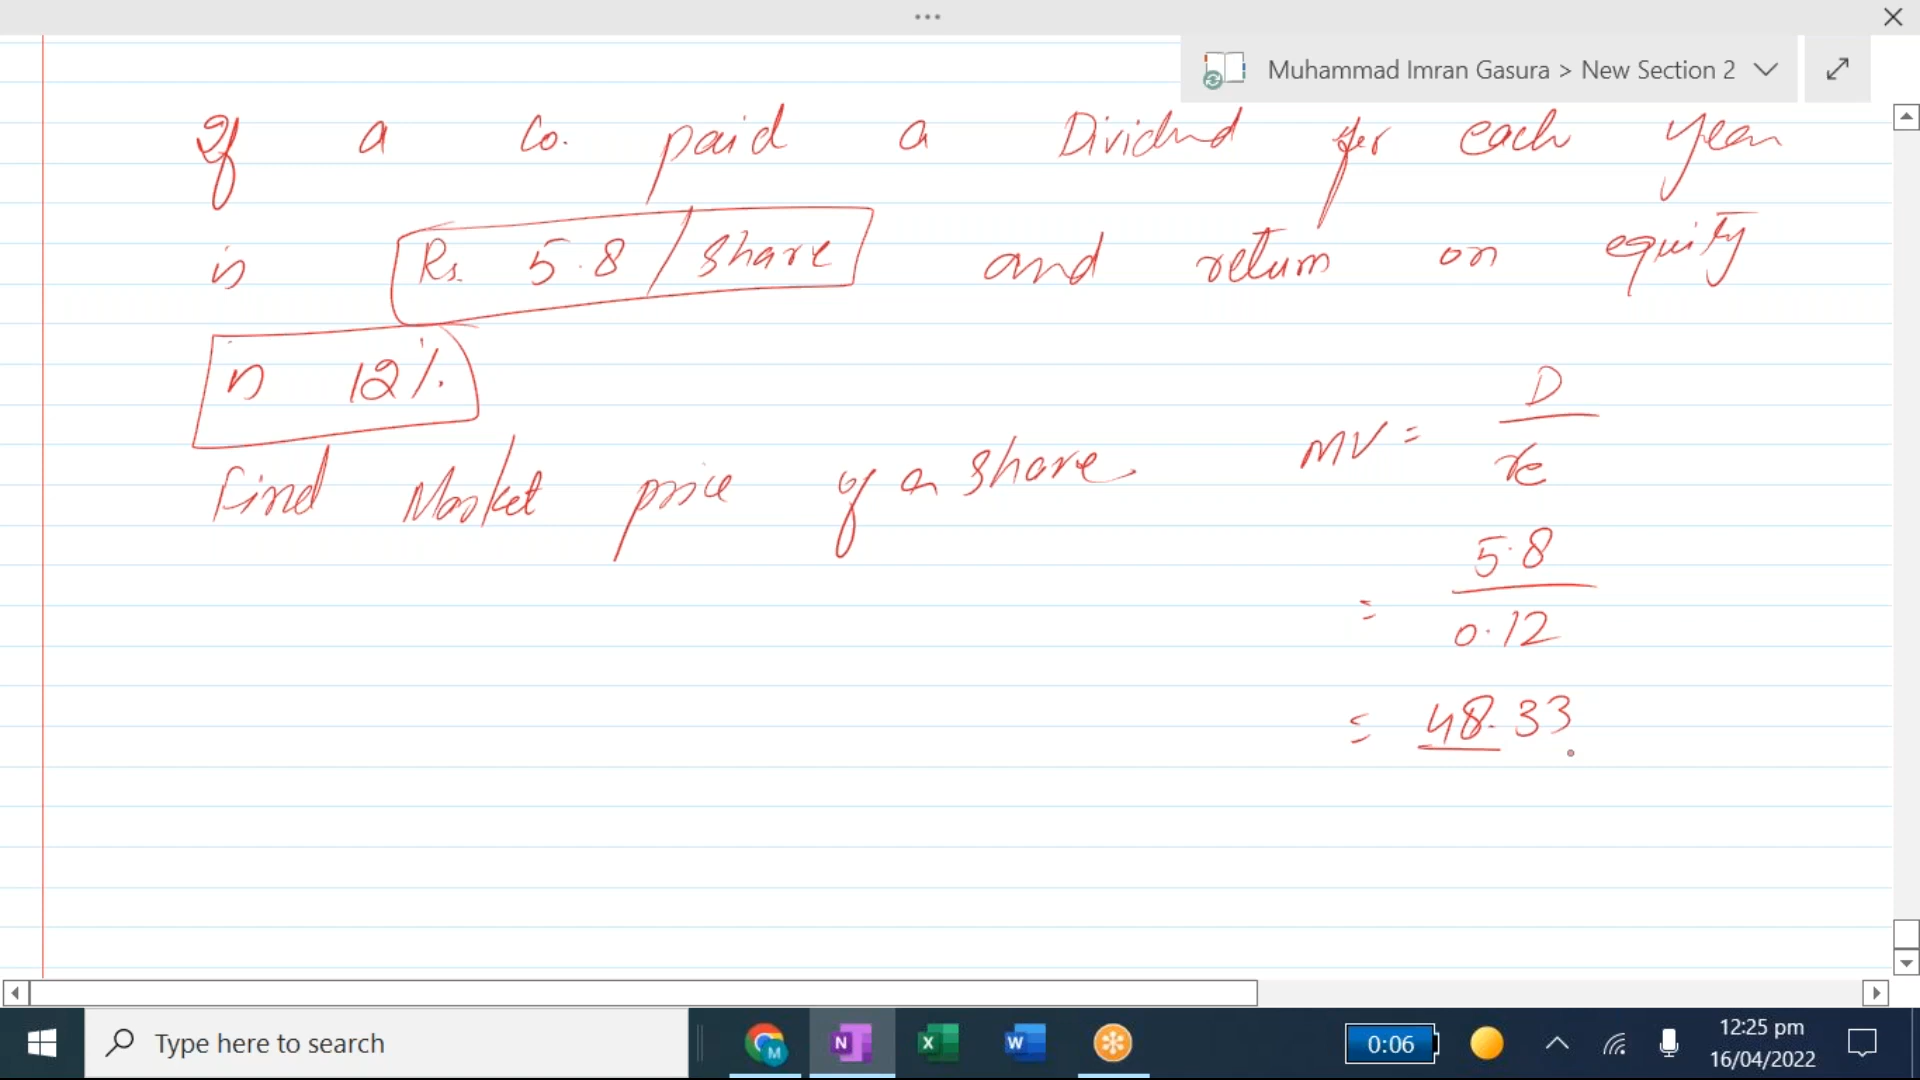 Muhammad Imran Gasura > New Section 2
If a Co. paid a Dividend for each year
is Rs. 5.8 / share and return on equity
is 12%.
Find Market price of a share
MV = D / re
= 5.8 / 0.12
= 48.33
Type here to search
0:06
12:25 pm
16/04/2022